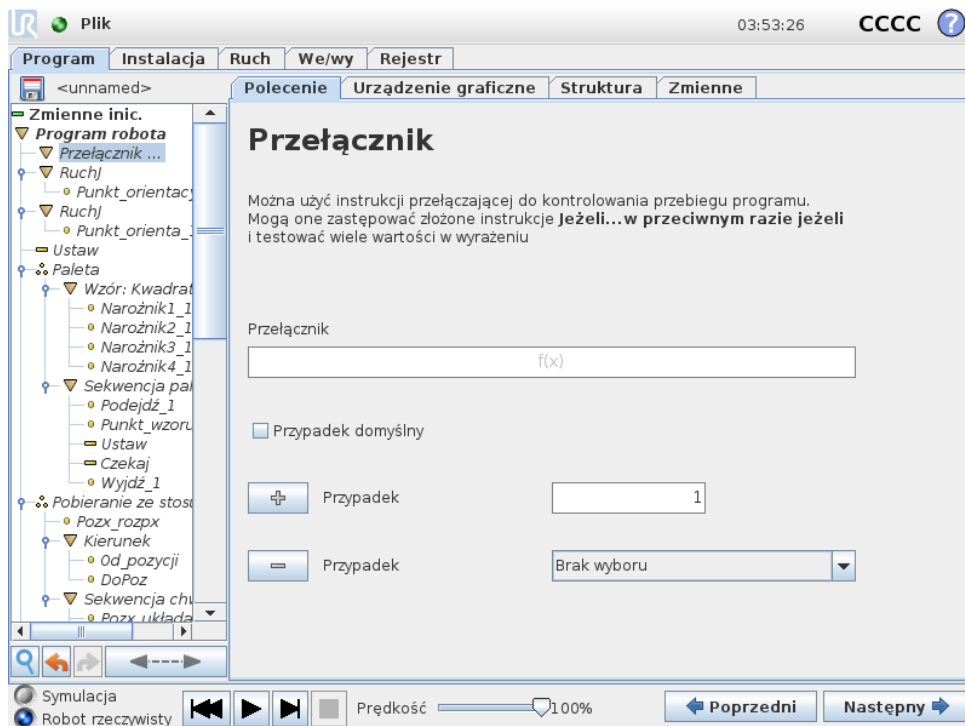 UR Plik 03:53:26 CCCC ?
Program Instalacja Ruch We/wy Rejestr
<unnamed>
Polecenie Urządzenie graficzne Struktura Zmienne
Zmienne inic.
Program robota
Przełącznik ...
RuchJ
Punkt_orientacy
RuchJ
Punkt_orienta_1
Ustaw
Paleta
Wzór: Kwadrat
Narożnik1_1
Narożnik2_1
Narożnik3_1
Narożnik4_1
Sekwencja pal
Podejdź_1
Punkt_wzoru
Ustaw
Czekaj
Wyjdź_1
Pobieranie ze stosu
Pozx_rozpx
Kierunek
Od_pozycji
DoPoz
Sekwencja chw
Pozx_układa
Przełącznik
Można użyć instrukcji przełączającej do kontrolowania przebiegu programu.
Mogą one zastępować złożone instrukcje Jeżeli...w przeciwnym razie jeżeli
i testować wiele wartości w wyrażeniu
Przełącznik
f(x)
Przypadek domyślny
Przypadek 1
Przypadek Brak wyboru
Symulacja
Robot rzeczywisty
Prędkość 100%
Poprzedni Następny